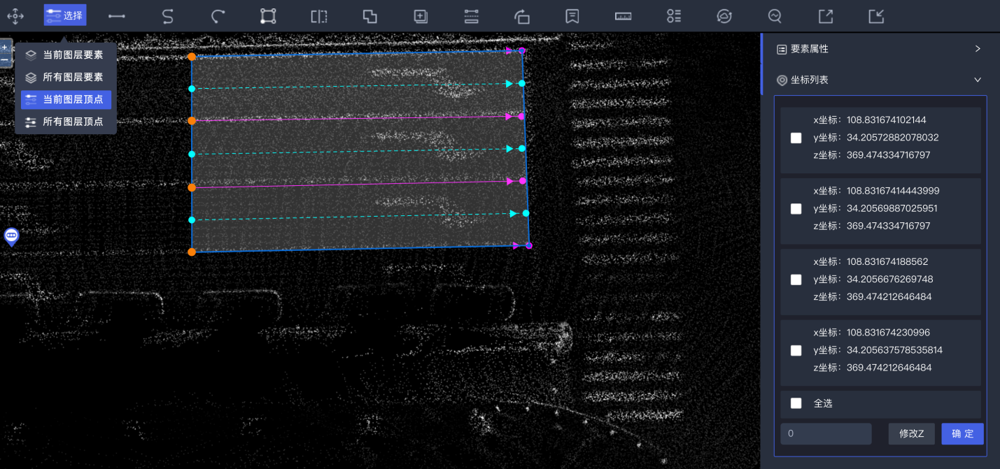 选择
当前图层要素
所有图层要素
当前图层顶点
所有图层顶点
要素属性
坐标列表
x坐标：108.831674102144
y坐标：34.20572882078032
z坐标：369.474334716797
x坐标：108.83167414443999
y坐标：34.20569887025951
z坐标：369.474334716797
x坐标：108.831674188562
y坐标：34.2056676269748
z坐标：369.474212646484
x坐标：108.831674230996
y坐标：34.205637578535814
z坐标：369.474212646484
全选
0
修改Z
确 定